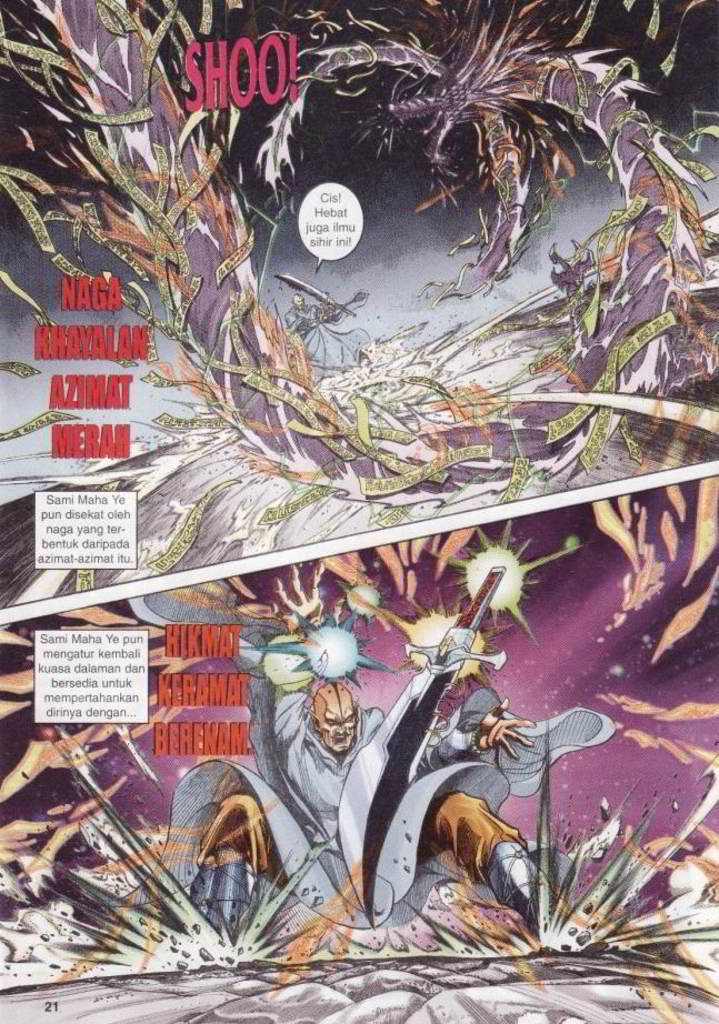 SHOO!
Cis!
Hebat
juga ilmu
sihir ini!
NAGA
KHAYALAN
AZIMAT
MERAH
Sami Maha Ye
pun disekat oleh
naga yang ter-
bentuk daripada
azimat-azimat itu.
Sami Maha Ye pun
mengatur kembali
kuasa dalaman dan
bersedia untuk
mempertahankan
dirinya dengan...
HIKMAT
KERAMAT
BEREKAM
21